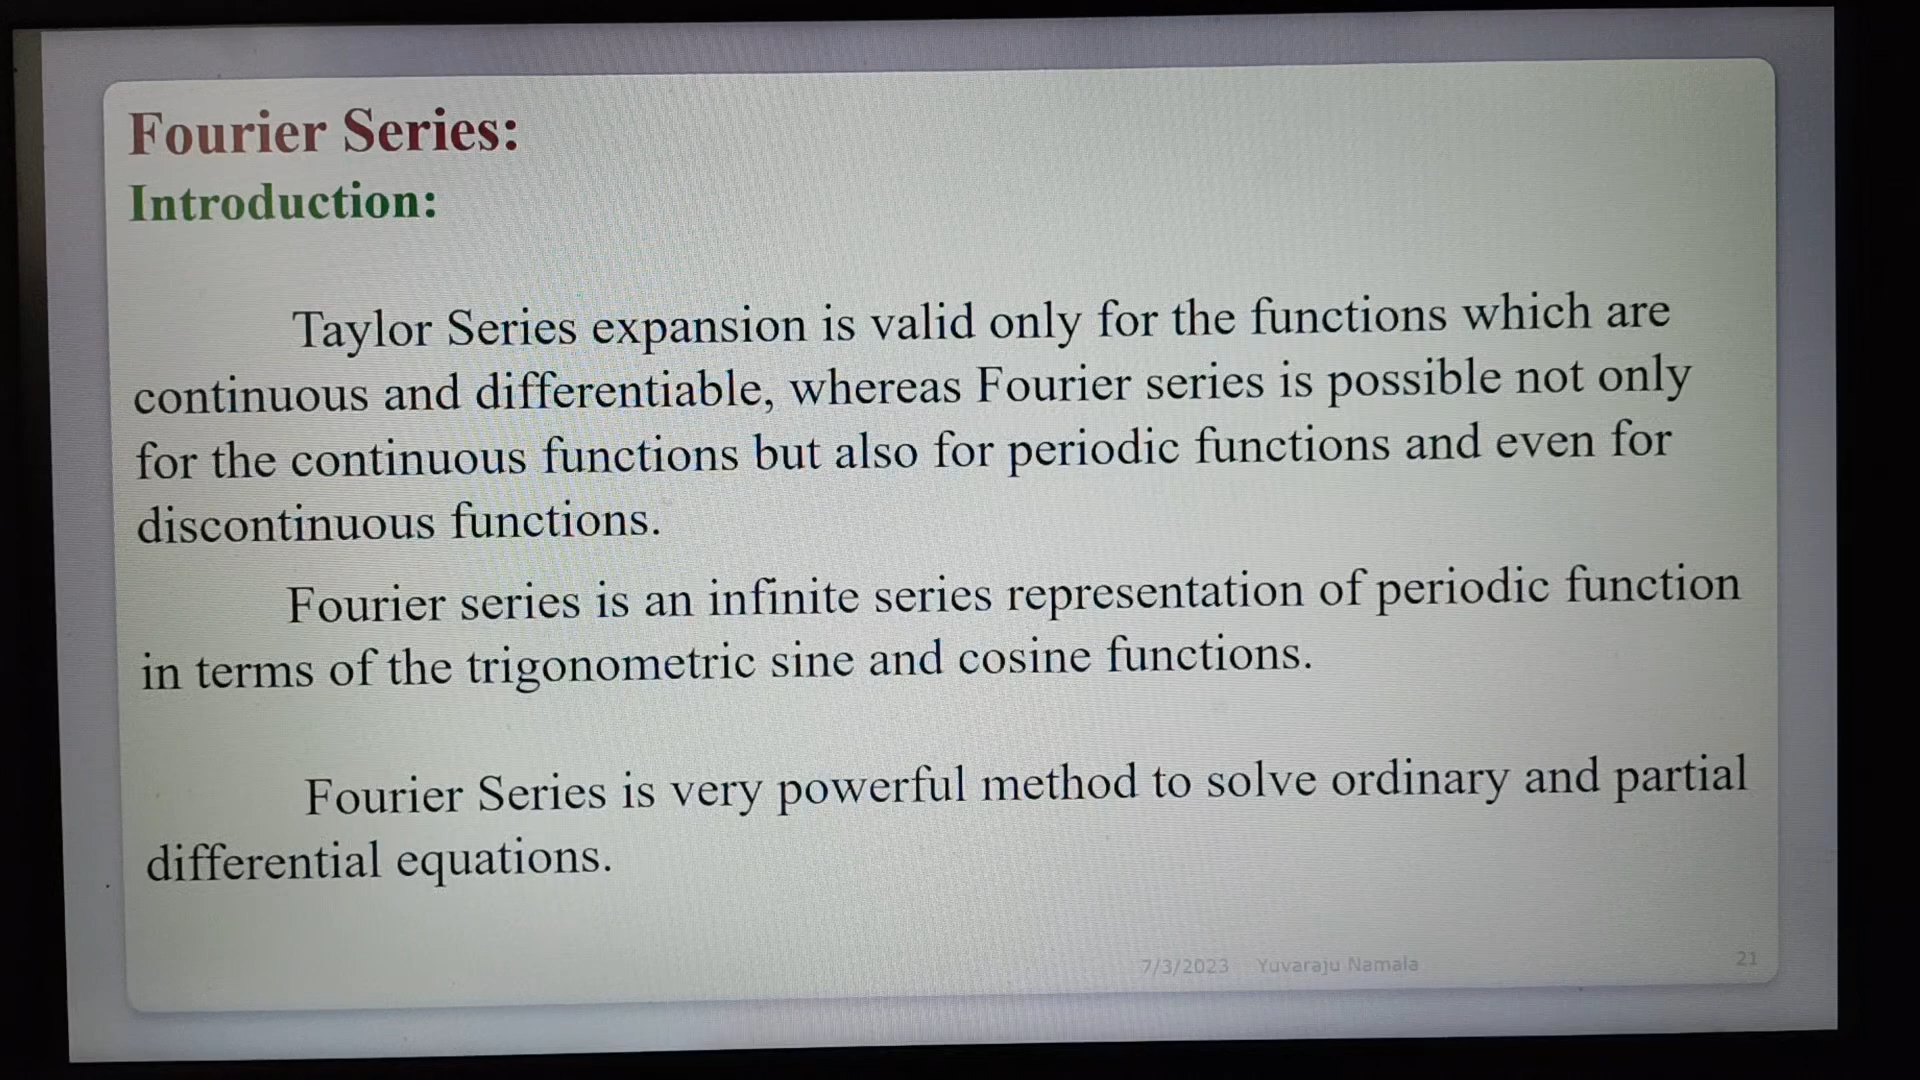 Fourier Series:
Introduction:
Taylor Series expansion is valid only for the functions which are
continuous and differentiable, whereas Fourier series is possible not only
for the continuous functions but also for periodic functions and even for
discontinuous functions.
Fourier series is an infinite series representation of periodic function
in terms of the trigonometric sine and cosine functions.
Fourier Series is very powerful method to solve ordinary and partial
differential equations.
7/3/2023 Yuvaraju Namala 21